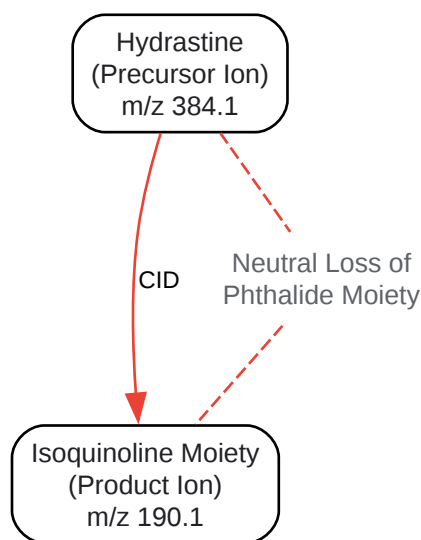 Hydrastine
(Precursor Ion)
m/z 384.1
Neutral Loss of
Phthalide Moiety
CID
Isoquinoline Moiety
(Product Ion)
m/z 190.1